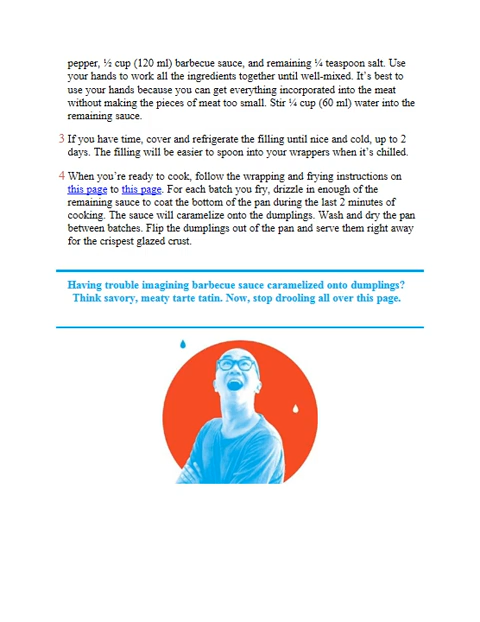 pepper, ½ cup (120 ml) barbecue sauce, and remaining ¼ teaspoon salt. Use
your hands to work all the ingredients together until well-mixed. It’s best to
use your hands because you can get everything incorporated into the meat
without making the pieces of meat too small. Stir ¼ cup (60 ml) water into the
remaining sauce.
3 If you have time, cover and refrigerate the filling until nice and cold, up to 2
days. The filling will be easier to spoon into your wrappers when it’s chilled.
4 When you’re ready to cook, follow the wrapping and frying instructions on
this page to this page. For each batch you fry, drizzle in enough of the
remaining sauce to coat the bottom of the pan during the last 2 minutes of
cooking. The sauce will caramelize onto the dumplings. Wash and dry the pan
between batches. Flip the dumplings out of the pan and serve them right away
for the crispest glazed crust.
Having trouble imagining barbecue sauce caramelized onto dumplings?
Think savory, meaty tarte tatin. Now, stop drooling all over this page.